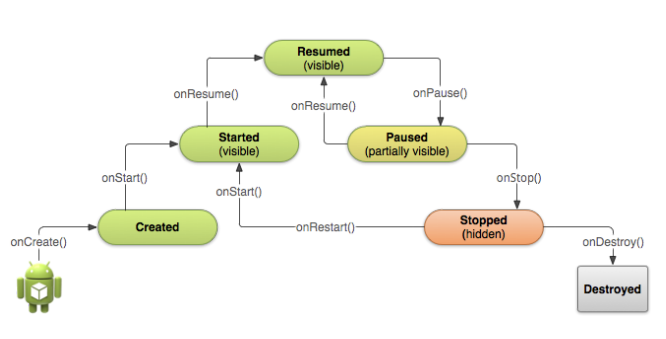 Resumed
(visible)
onResume()
onResume()
onPause()
Started
(visible)
Paused
(partially visible)
onStart()
onStart()
onStop()
Created
onRestart()
Stopped
(hidden)
onCreate()
onDestroy()
Destroyed